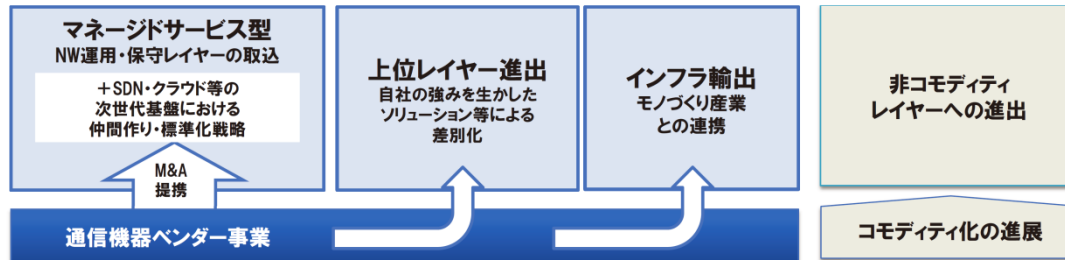 マネージドサービス型
NW運用・保守レイヤーの取込
+SDN・クラウド等の
次世代基盤における
仲間作り・標準化戦略
M&A
提携
上位レイヤー進出
自社の強みを生かした
ソリューション等による
差別化
インフラ輸出
モノづくり産業
との連携
非コモディティ
レイヤーへの進出
通信機器ベンダー事業
コモディティ化の進展